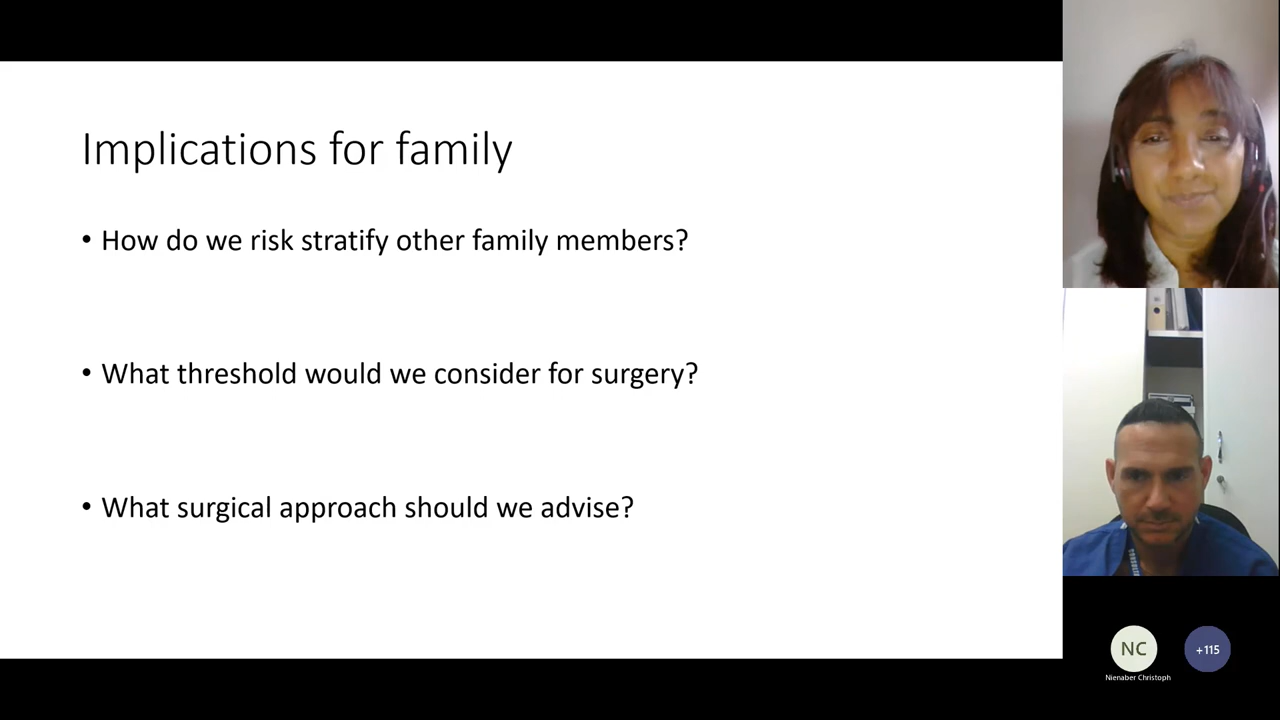 Implications for family
• How do we risk stratify other family members?
• What threshold would we consider for surgery?
• What surgical approach should we advise?
NC
+115
Nienaber Christoph